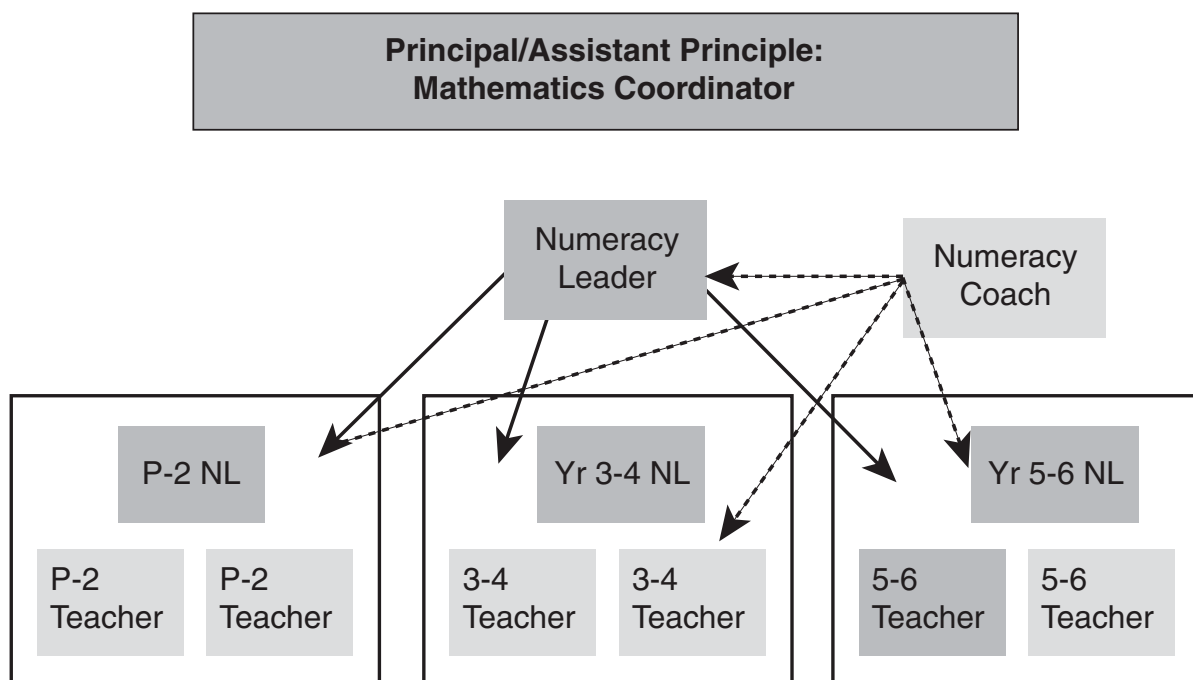 Principal/Assistant Principle:
Mathematics Coordinator
Numeracy
Leader
Numeracy
Coach
P-2 NL
Yr 3-4 NL
Yr 5-6 NL
P-2
Teacher
P-2
Teacher
3-4
Teacher
3-4
Teacher
5-6
Teacher
5-6
Teacher